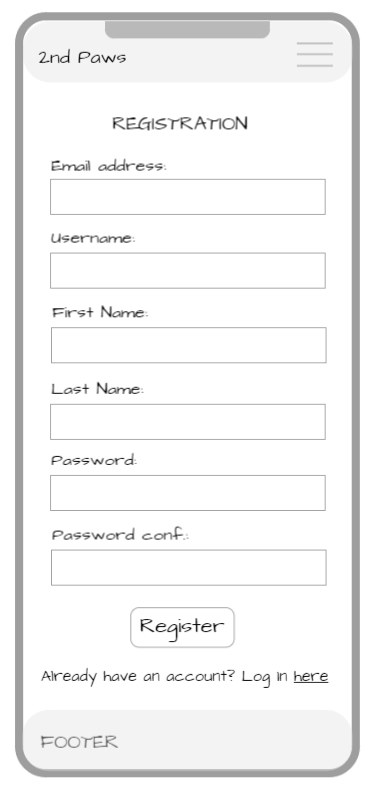 2nd Paws
REGISTRATION
Email address:
Username:
First Name:
Last Name:
Password:
Password conf.:
Register
Already have an account? Log in here
FOOTER